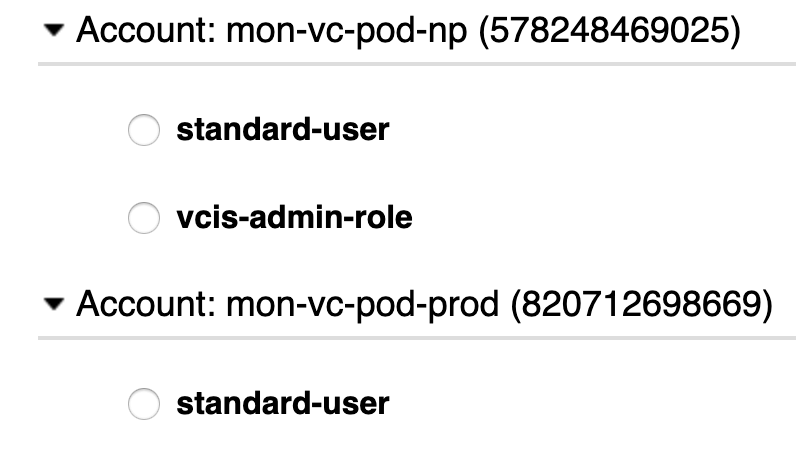 Account: mon-vc-pod-np (578248469025)
standard-user
vcis-admin-role
Account: mon-vc-pod-prod (820712698669)
standard-user